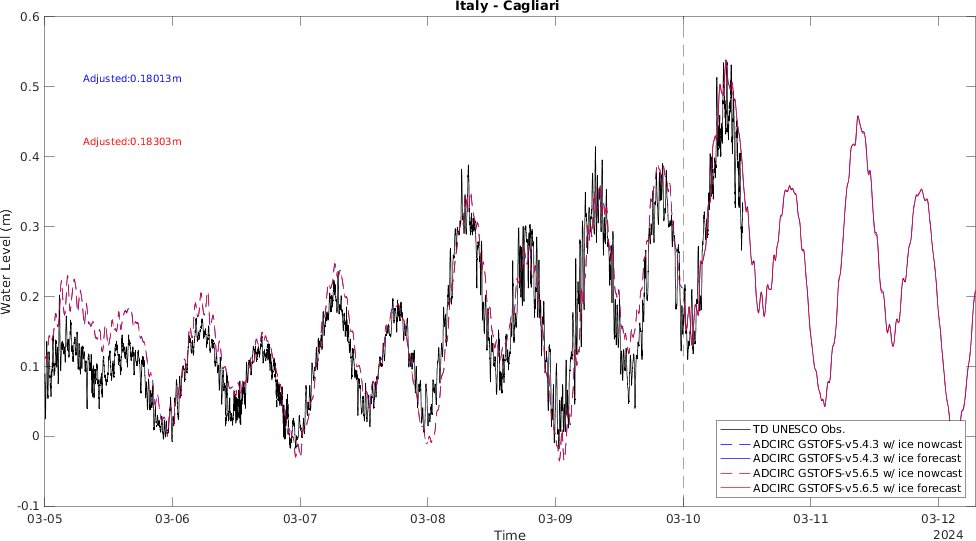 Italy - Cagliari
Water Level (m)
0.6
0.5
0.4
0.3
0.2
0.1
0
-0.1
Adjusted:0.18013m
Adjusted:0.18303m
TD UNESCO Obs.
ADCIRC GSTOFS-v5.4.3 w/ ice nowcast
ADCIRC GSTOFS-v5.4.3 w/ ice forecast
ADCIRC GSTOFS-v5.6.5 w/ ice nowcast
ADCIRC GSTOFS-v5.6.5 w/ ice forecast
03-05 03-06 03-07 03-08 03-09 03-10 03-11 03-12
Time
2024